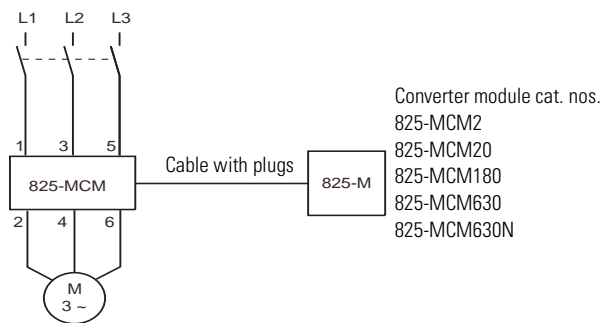 L1 L2 L3
Converter module cat. nos.
825-MCM2
1 3 5
825-MCM20
Cable with plugs
825-MCM 825-M
825-MCM180
825-MCM630
2 4 6
825-MCM630N
M
3 ~